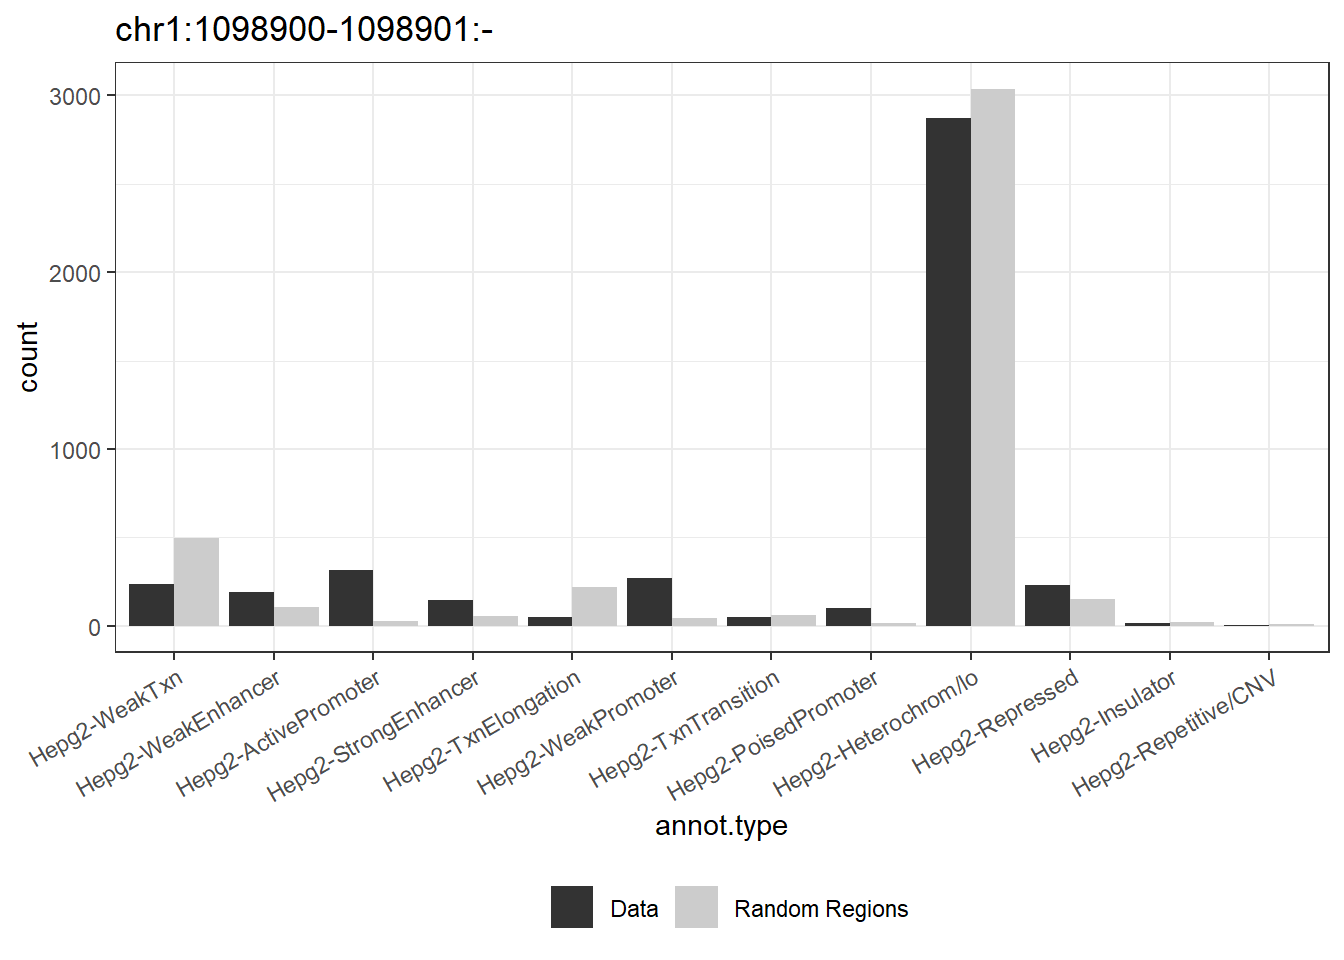 chr1:1098900-1098901:-
3000
2000
1000
0
count
Hepg2-WeakTxn
Hepg2-WeakEnhancer
Hepg2-ActivePromoter
Hepg2-StrongEnhancer
Hepg2-TxnElongation
Hepg2-WeakPromoter
Hepg2-TxnTransition
Hepg2-PoisedPromoter
Hepg2-Heterochrom/lo
Hepg2-Repressed
Hepg2-Insulator
Hepg2-Repetitive/CNV
annot.type
Data
Random Regions